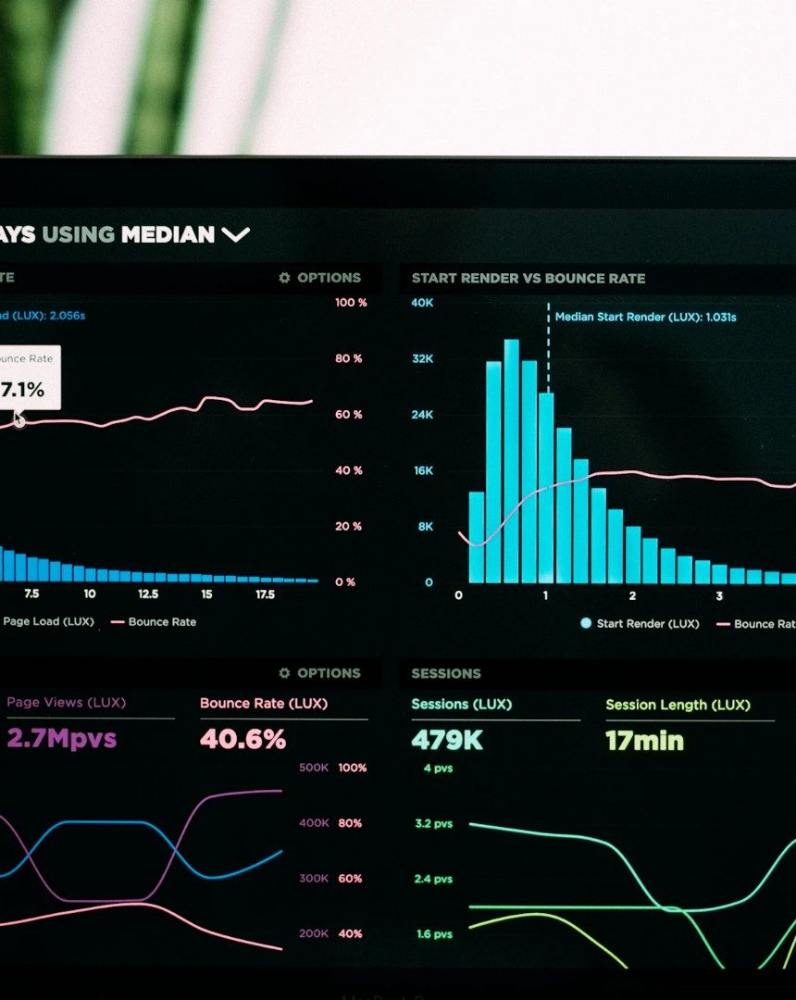 AYS USING MEDIAN
TE
OPTIONS
d (LUX): 2.056s
ounce Rate
7.1%
100 %
80 %
60 %
40 %
20 %
0 %
7.5 10 12.5 15 17.5
Page Load (LUX) Bounce Rate
START RENDER VS BOUNCE RATE
40K
32K
24K
16K
8K
0
Median Start Render (LUX): 1.031s
0 1 2 3
Start Render (LUX) Bounce Rat
OPTIONS
Page Views (LUX) Bounce Rate (LUX)
2.7Mpvs 40.6%
500K 100%
400K 80%
300K 60%
200K 40%
SESSIONS
Sessions (LUX) Session Length (LUX)
479K 17min
4 pvs
3.2 pvs
2.4 pvs
1.6 pvs